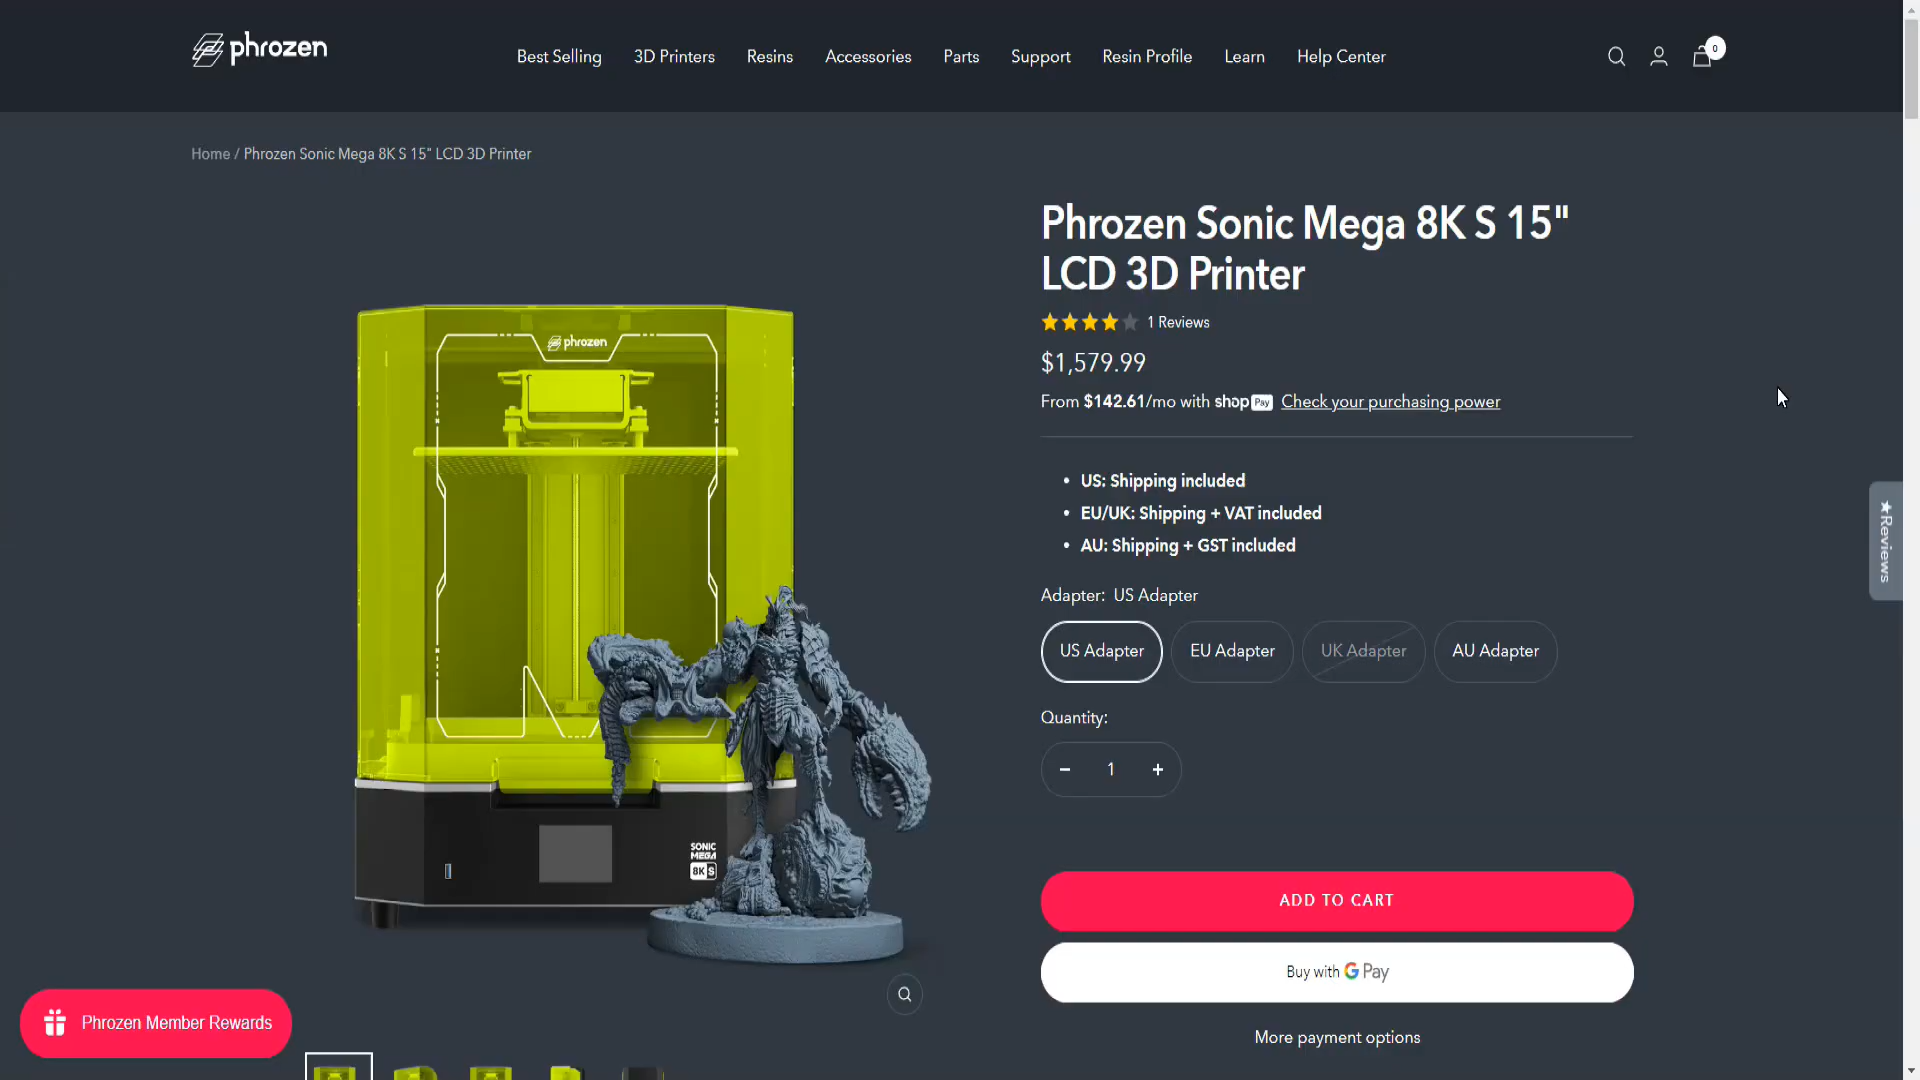 phrozen
Best Selling
3D Printers
Resins
Accessories
Parts
Support
Resin Profile
Learn
Help Center
0
Home / Phrozen Sonic Mega 8K S 15" LCD 3D Printer
phrozen
SONIC
MEGA
8K S
Phrozen Sonic Mega 8K S 15"
LCD 3D Printer
1 Reviews
$1,579.99
From $142.61/mo with shop Pay Check your purchasing power
• US: Shipping included
• EU/UK: Shipping + VAT included
• AU: Shipping + GST included
Adapter: US Adapter
US Adapter
EU Adapter
UK Adapter
AU Adapter
Quantity:
− 1 +
ADD TO CART
Buy with G Pay
More payment options
★Reviews
Phrozen Member Rewards